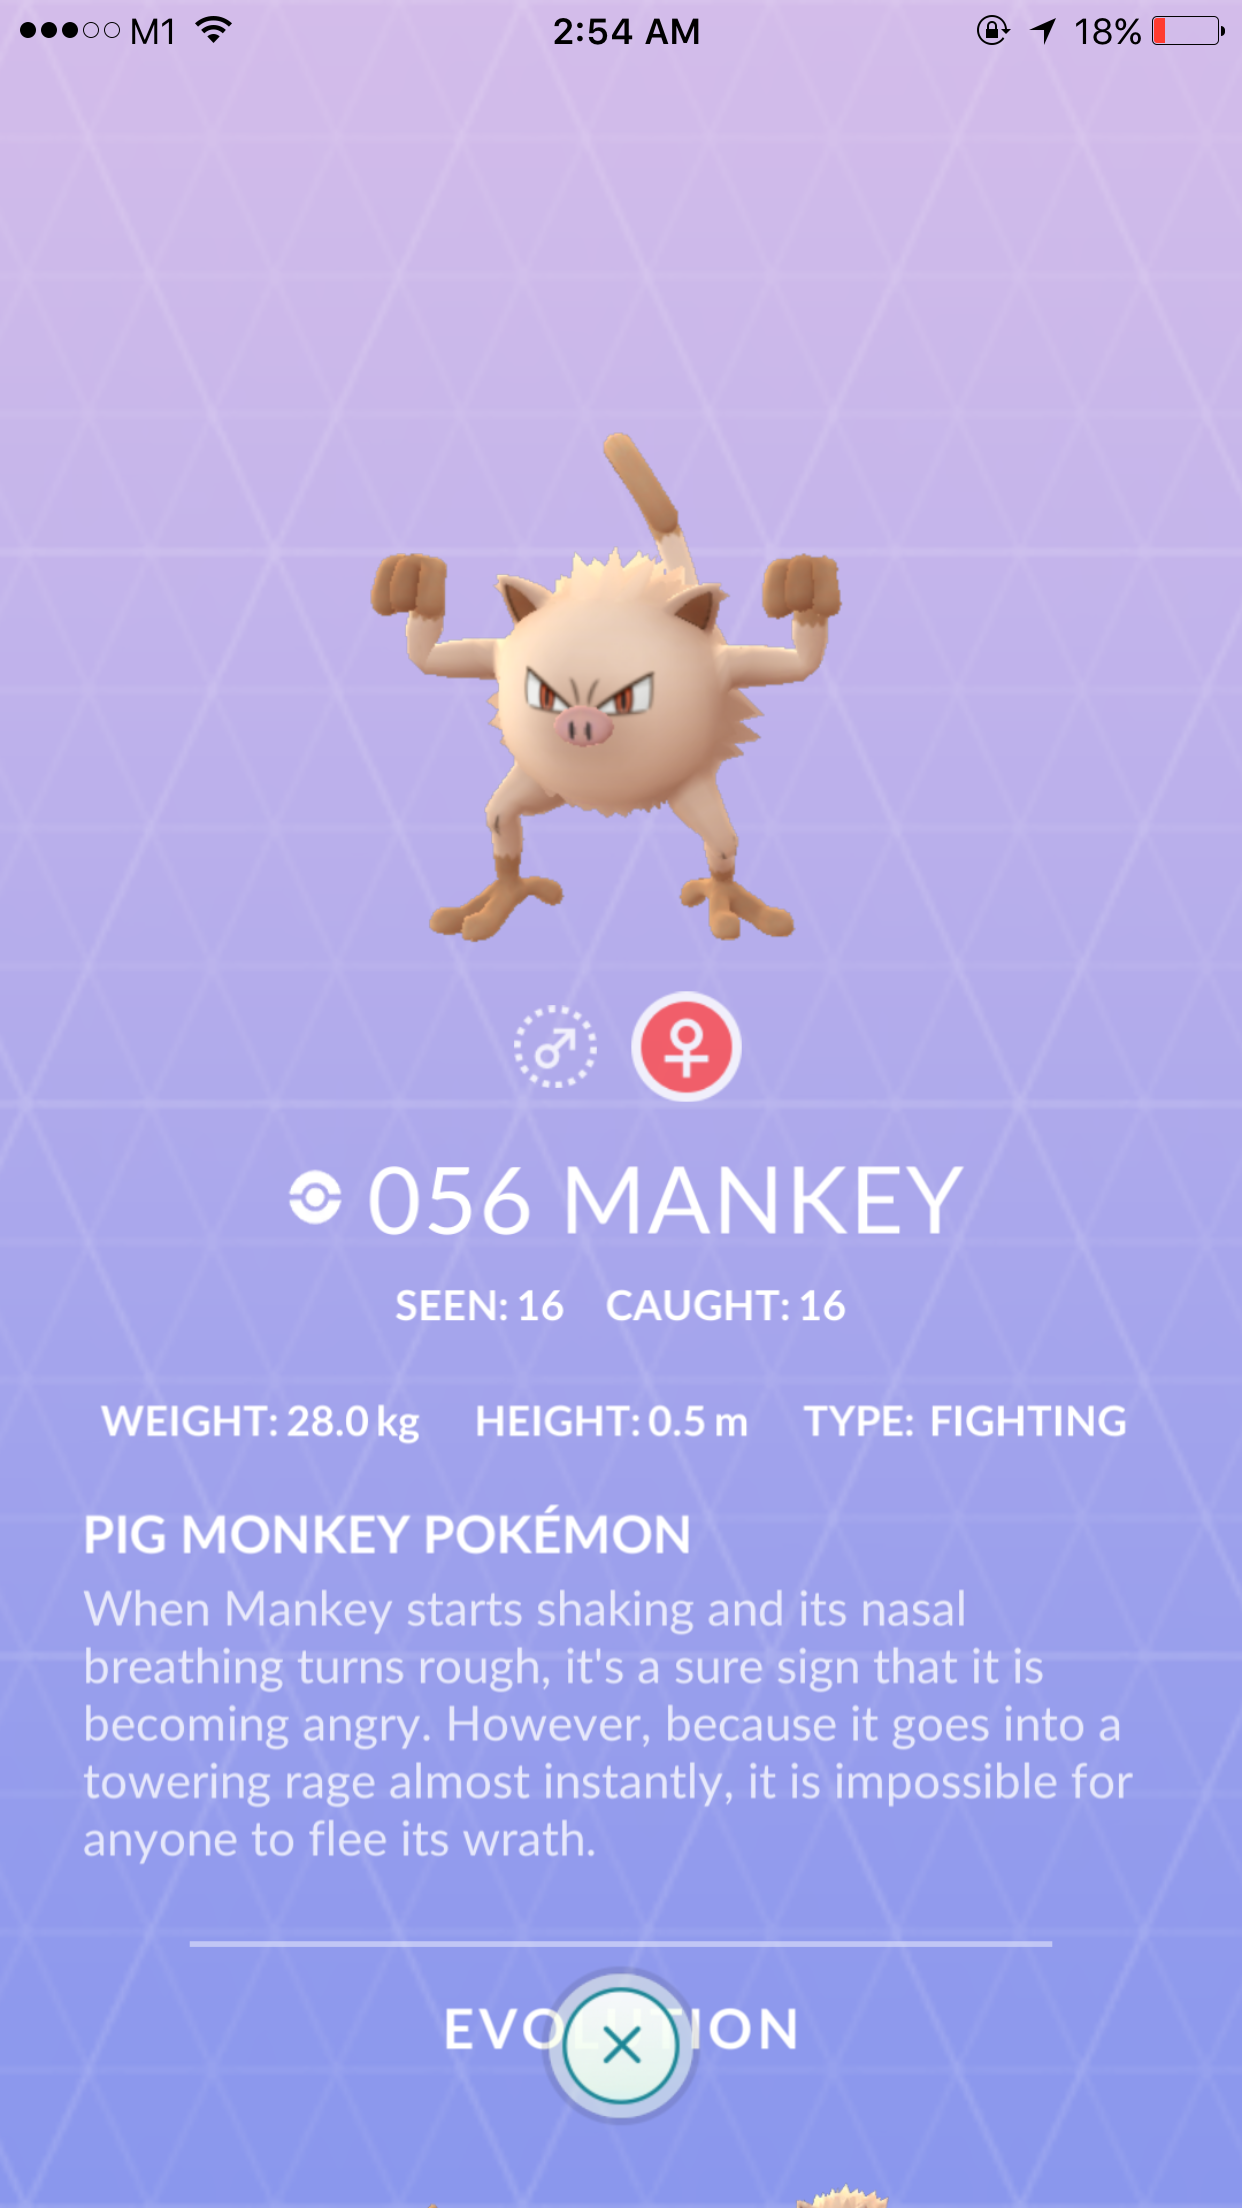 M1 2:54 AM 18%
056 MANKEY
SEEN: 16 CAUGHT: 16
WEIGHT: 28.0 kg HEIGHT: 0.5 m TYPE: FIGHTING
PIG MONKEY POKÉMON
When Mankey starts shaking and its nasal
breathing turns rough, it's a sure sign that it is
becoming angry. However, because it goes into a
towering rage almost instantly, it is impossible for
anyone to flee its wrath.
EVOLUTION